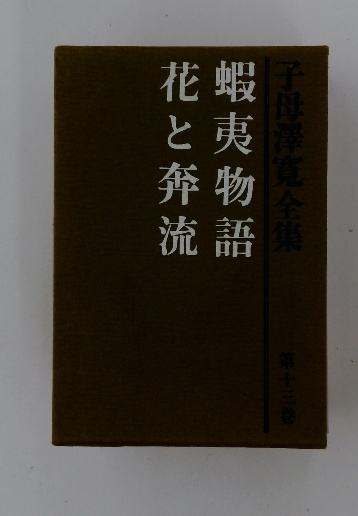 子母澤寛全集
第十三巻
蝦夷物語
花と奔流